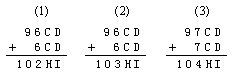 (1) (2) (3)
96CD 96CD 97CD
+ 6CD + 6CD + 7CD
102HI 103HI 104HI